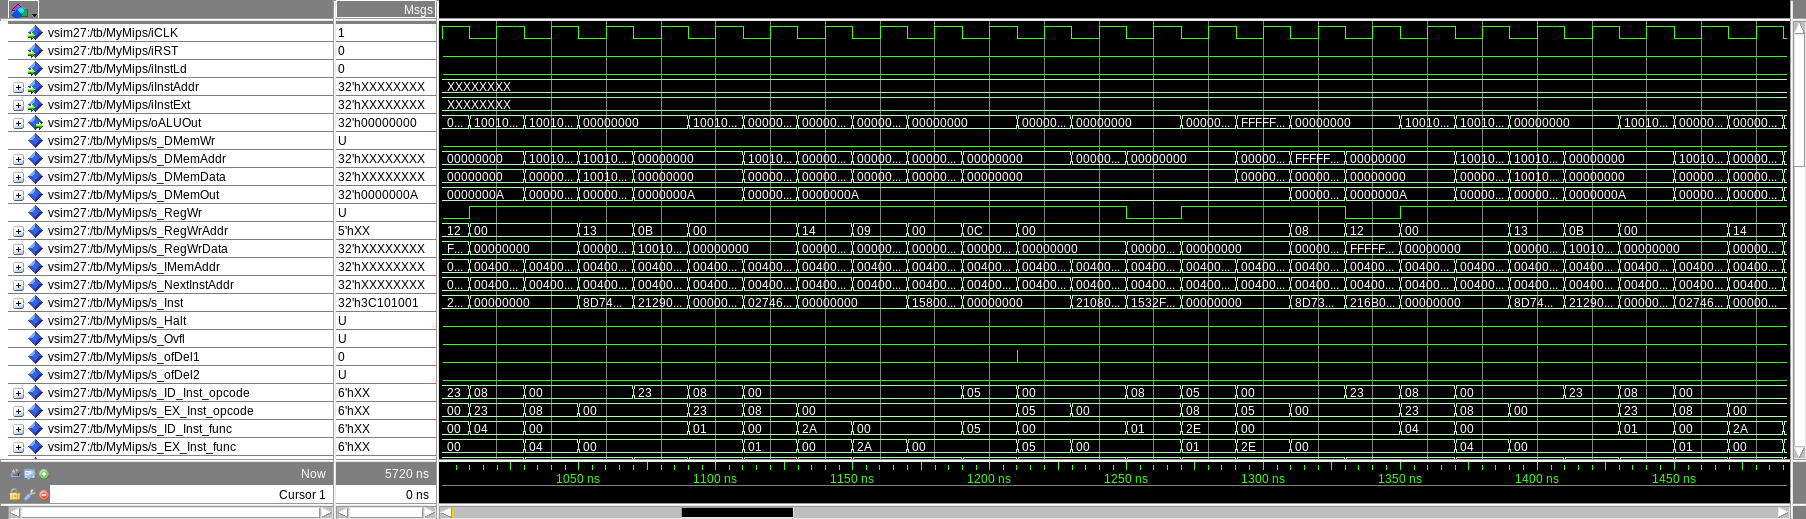 Msgs
vsim27:/tb/MyMips/iCLK 1
vsim27:/tb/MyMips/iRST 0
vsim27:/tb/MyMips/iInstLd 0
vsim27:/tb/MyMips/iInstAddr 32'hXXXXXXXX XXXXXXXX
vsim27:/tb/MyMips/iInstExt 32'hXXXXXXXX XXXXXXXX
vsim27:/tb/MyMips/oALUOut 32'h00000000 0... 10010... 10010... 00000000 10010... 00000... 00000... 00000... 00000000 00000... 00000000 00000... FFFFF... 00000000 10010... 10010... 00000000 10010... 00000... 00000...
vsim27:/tb/MyMips/s_DMemWr U
vsim27:/tb/MyMips/s_DMemAddr 32'hXXXXXXXX 00000000 10010... 10010... 00000000 10010... 00000... 00000... 00000... 00000000 00000... 00000000 00000... FFFFF... 00000000 10010... 10010... 00000000 10010... 00000...
vsim27:/tb/MyMips/s_DMemData 32'hXXXXXXXX 00000000 00000... 10010... 00000000 00000... 00000... 00000... 00000... 00000000 00000... 00000... 00000000 00000... 10010... 00000000 00000... 00000...
vsim27:/tb/MyMips/s_DMemOut 32'h0000000A 0000000A 00000... 00000... 0000000A 00000... 0000000A 00000... 0000000A 00000... 00000... 0000000A 00000... 00000...
vsim27:/tb/MyMips/s_RegWr U
vsim27:/tb/MyMips/s_RegWrAddr 5'hXX 12 00 13 0B 00 14 09 00 0C 00 08 12 00 13 0B 00 14
vsim27:/tb/MyMips/s_RegWrData 32'hXXXXXXXX F... 00000000 00000... 10010... 00000000 00000... 00000... 00000... 00000... 00000000 00000... 00000000 00000... FFFFF... 00000000 00000... 10010... 00000000 00000...
vsim27:/tb/MyMips/s_IMemAddr 32'hXXXXXXXX 0... 00400... 00400... 00400... 00400... 00400... 00400... 00400... 00400... 00400... 00400... 00400... 00400... 00400... 00400... 00400... 00400... 00400... 00400... 00400... 00400... 00400... 00400... 00400... 00400...
vsim27:/tb/MyMips/s_NextInstAddr 32'hXXXXXXXX 0... 00400... 00400... 00400... 00400... 00400... 00400... 00400... 00400... 00400... 00400... 00400... 00400... 00400... 00400... 00400... 00400... 00400... 00400... 00400... 00400... 00400... 00400... 00400... 00400...
vsim27:/tb/MyMips/s_Inst 32'h3C101001 2... 00000000 8D74... 21290... 00000... 02746... 00000000 15800... 00000000 21080... 1532F... 00000000 8D73... 216B0... 00000000 8D74... 21290... 00000... 02746... 00000...
vsim27:/tb/MyMips/s_Halt U
vsim27:/tb/MyMips/s_Ovfl U
vsim27:/tb/MyMips/s_ofDel1 0
vsim27:/tb/MyMips/s_ofDel2 U
vsim27:/tb/MyMips/s_ID_Inst_opcode 6'hXX 23 08 00 23 08 00 05 00 08 05 00 23 08 00 23 08 00
vsim27:/tb/MyMips/s_EX_Inst_opcode 6'hXX 00 23 08 00 23 08 00 05 00 08 05 00 23 08 00 23 08 00
vsim27:/tb/MyMips/s_ID_Inst_func 6'hXX 00 04 00 01 00 2A 00 05 00 01 2E 00 04 00 01 00 2A
vsim27:/tb/MyMips/s_EX_Inst_func 6'hXX 00 04 00 01 00 2A 00 05 00 01 2E 00 04 00 01 00
Now 5720 ns 1050 ns 1100 ns 1150 ns 1200 ns 1250 ns 1300 ns 1350 ns 1400 ns 1450 ns
Cursor 1 0 ns